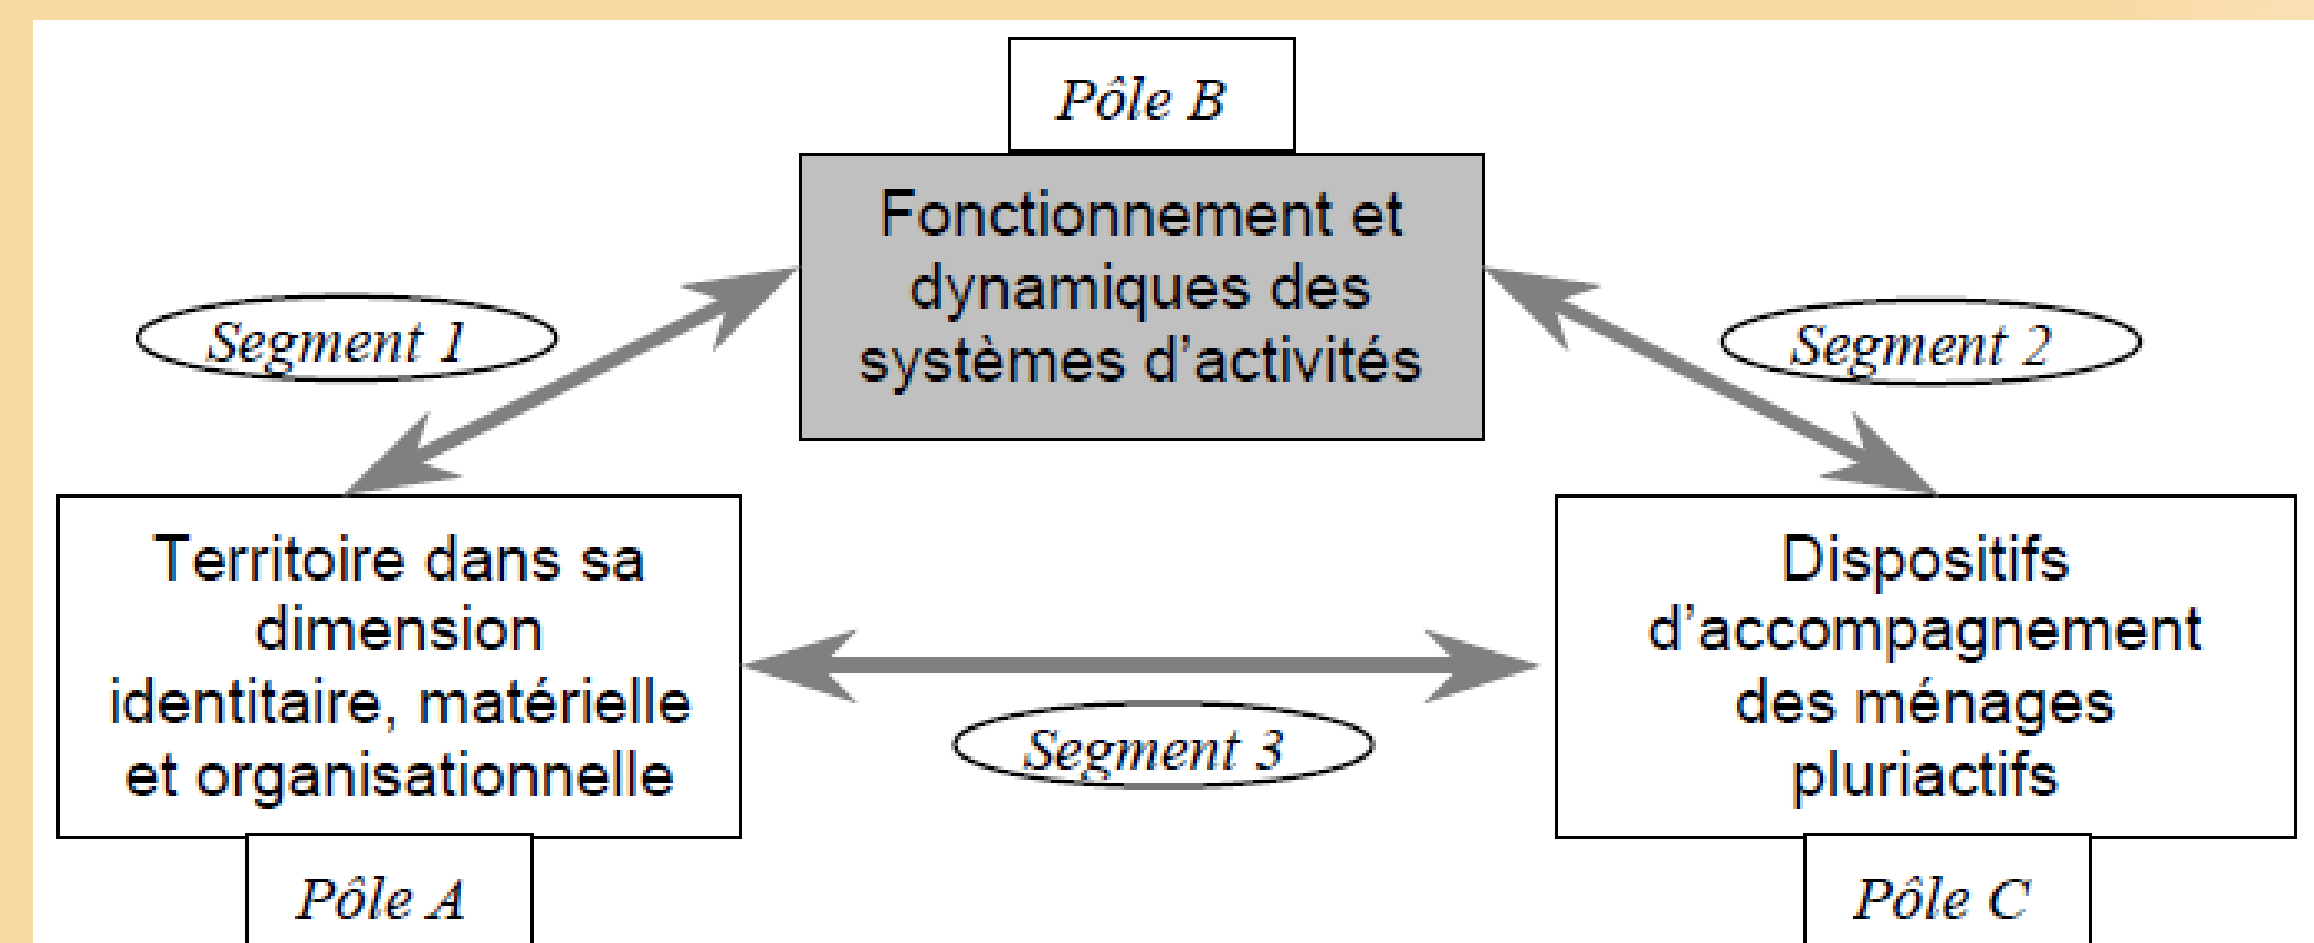 Pôle B
Fonctionnement et
dynamiques des
systèmes d’activités
Segment 1
Segment 2
Territoire dans sa
dimension
identitaire, matérielle
et organisationnelle
Pôle A
Segment 3
Dispositifs
d’accompagnement
des ménages
pluriactifs
Pôle C